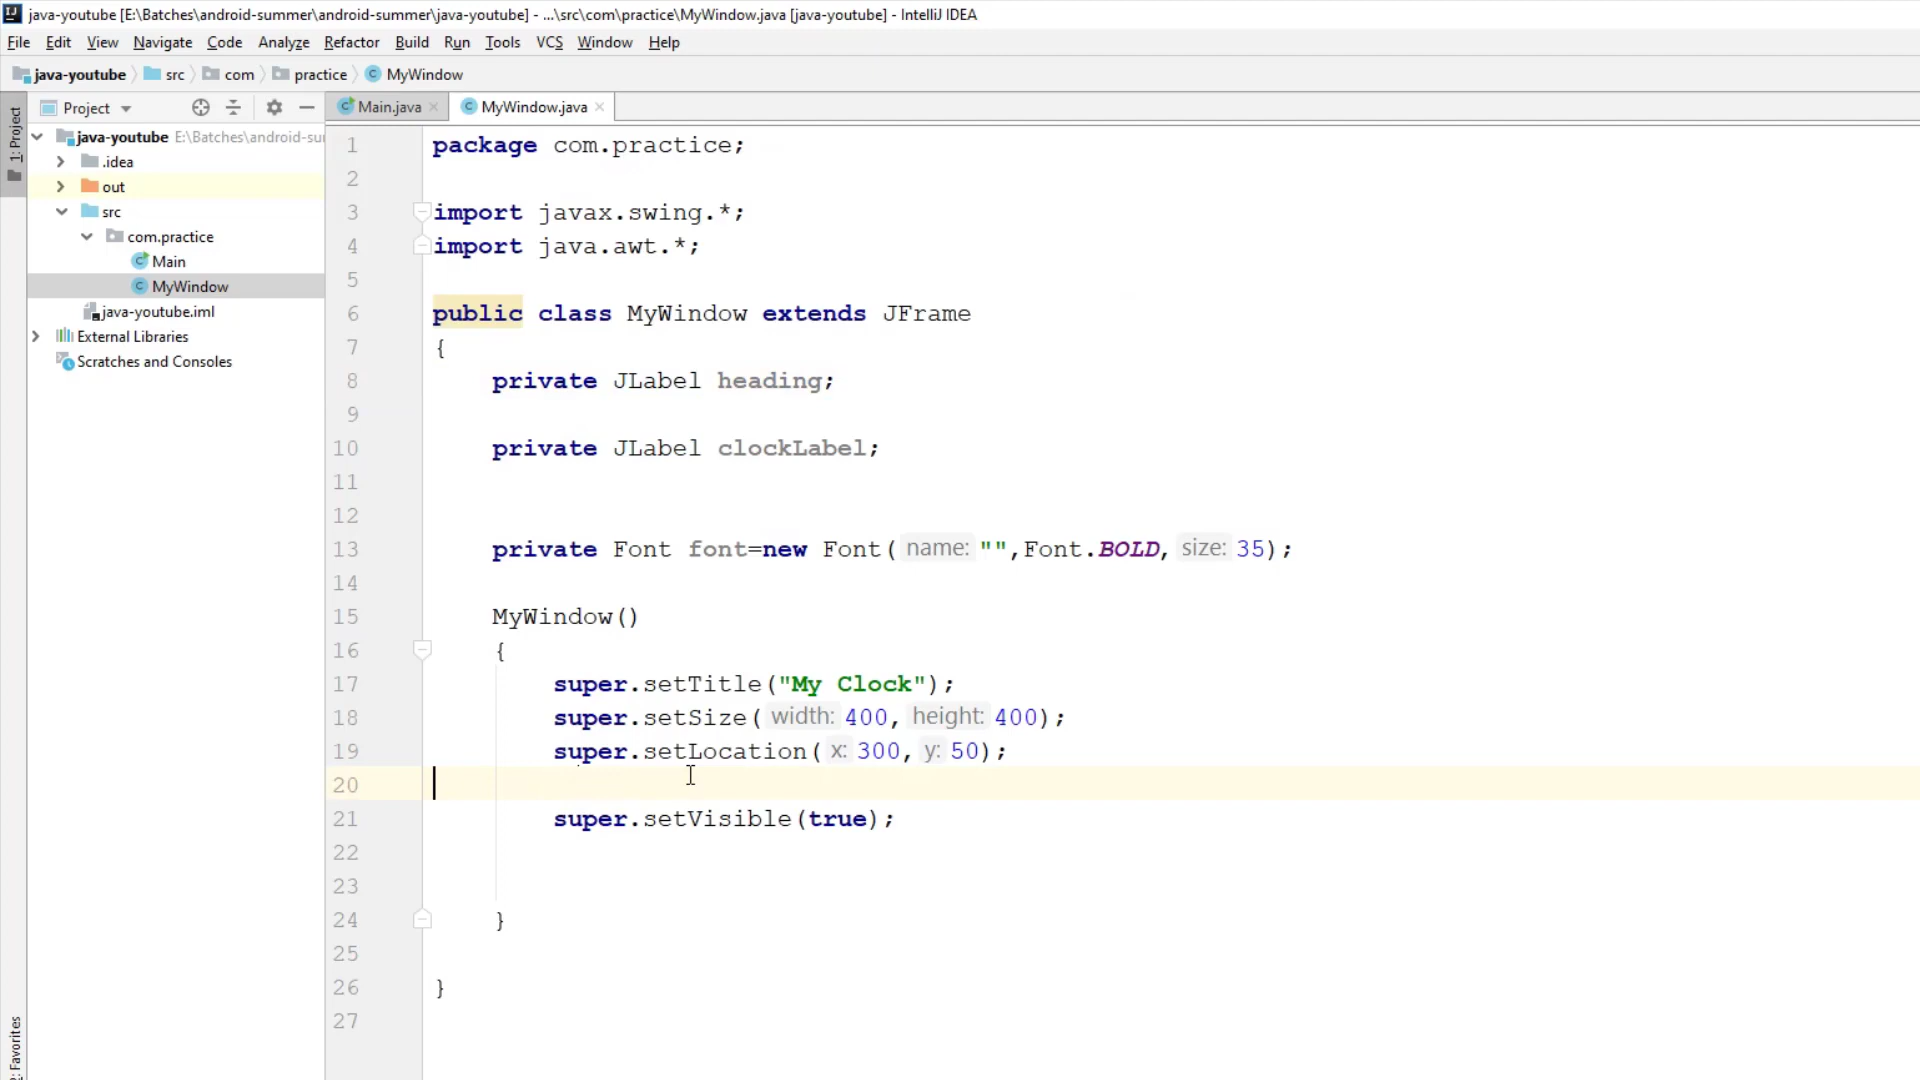 java-youtube [E:\Batches\android-summer\android-summer\java-youtube] - ...\src\com\practice\MyWindow.java [java-youtube] - IntelliJ IDEA
File Edit View Navigate Code Analyze Refactor Build Run Tools VCS Window Help
java-youtube src com practice MyWindow
Project Main.java MyWindow.java
1: Project
java-youtube E:\Batches\android-su
.idea
out
src
com.practice
Main
MyWindow
java-youtube.iml
External Libraries
Scratches and Consoles
Favorites
1 package com.practice;
2
3 import javax.swing.*;
4 import java.awt.*;
5
6 public class MyWindow extends JFrame
7 {
8 private JLabel heading;
9
10 private JLabel clockLabel;
11
12
13 private Font font=new Font( name: "",Font.BOLD, size: 35);
14
15 MyWindow()
16 {
17 super.setTitle("My Clock");
18 super.setSize( width: 400, height: 400);
19 super.setLocation( x: 300, y: 50);
20
21 super.setVisible(true);
22
23
24 }
25
26 }
27